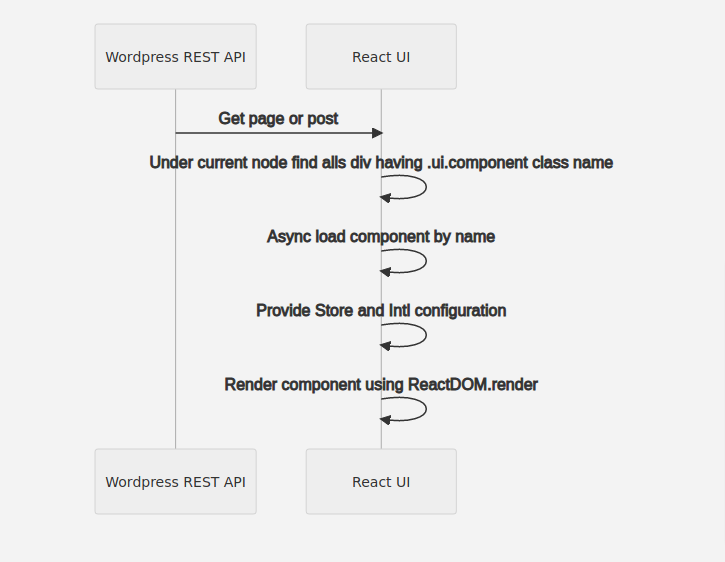 Wordpress REST API
React UI
Get page or post
Under current node find alls div having .ui.component class name
Async load component by name
Provide Store and Intl configuration
Render component using ReactDOM.render
Wordpress REST API
React UI